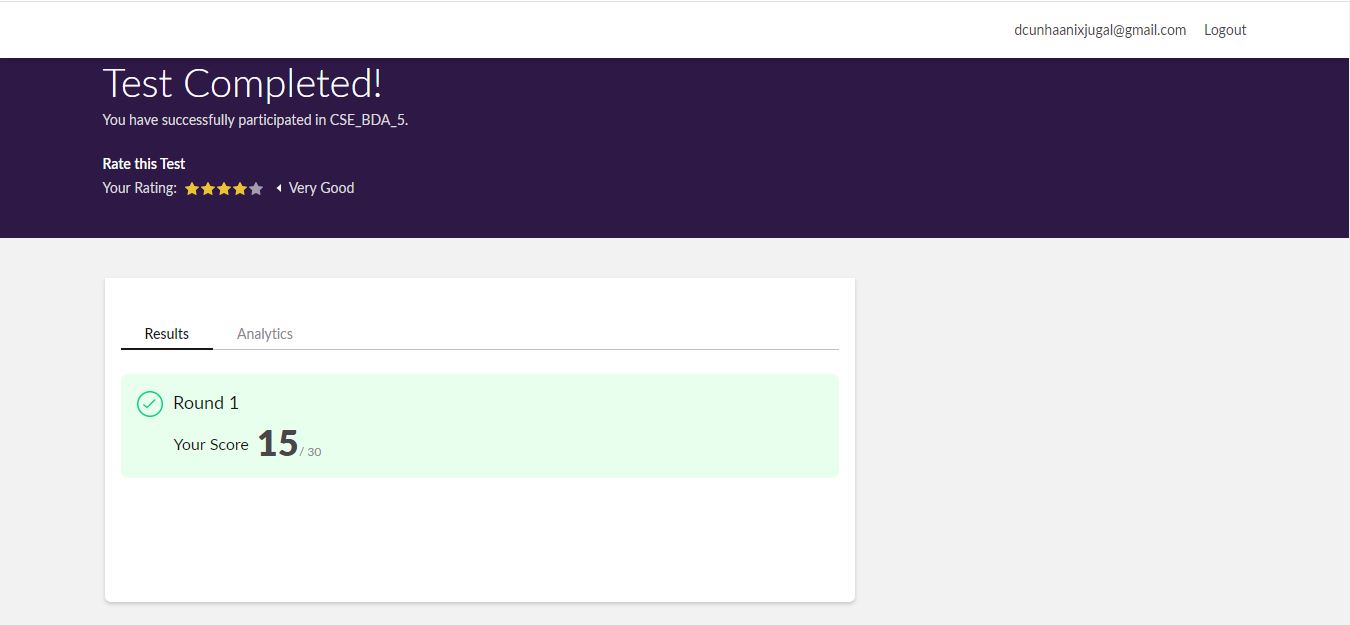 dcunhaanixjugal@gmail.com Logout
Test Completed!
You have successfully participated in CSE_BDA_5.
Rate this Test
Your Rating: Very Good
Results Analytics
Round 1
Your Score 15 / 30